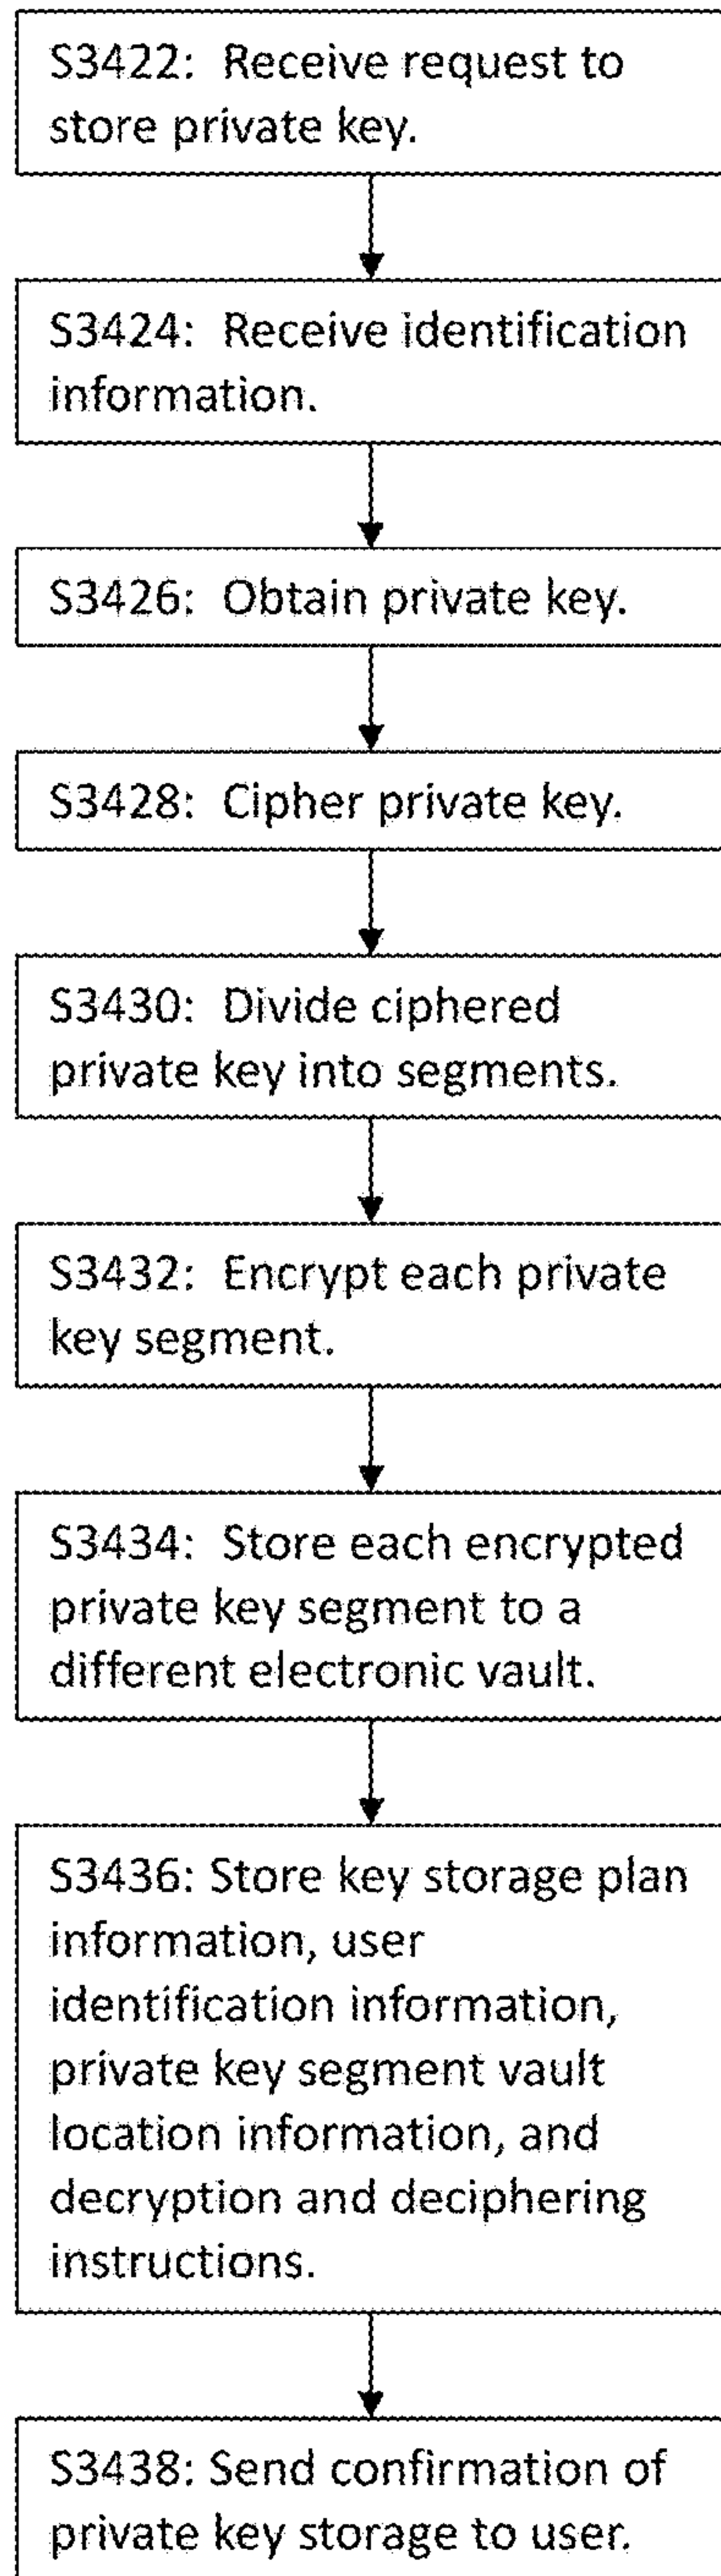 S3422: Receive request to
store private key.
S3424: Receive identification
information.
S3426: Obtain private key.
S3428: Cipher private key.
S3430: Divide ciphered
private key into segments.
S3432: Encrypt each private
key segment.
S3434: Store each encrypted
private key segment to a
different electronic vault.
S3436: Store key storage plan
information, user
identification information,
private key segment vault
location information, and
decryption and deciphering
instructions.
S3438: Send confirmation of
private key storage to user.